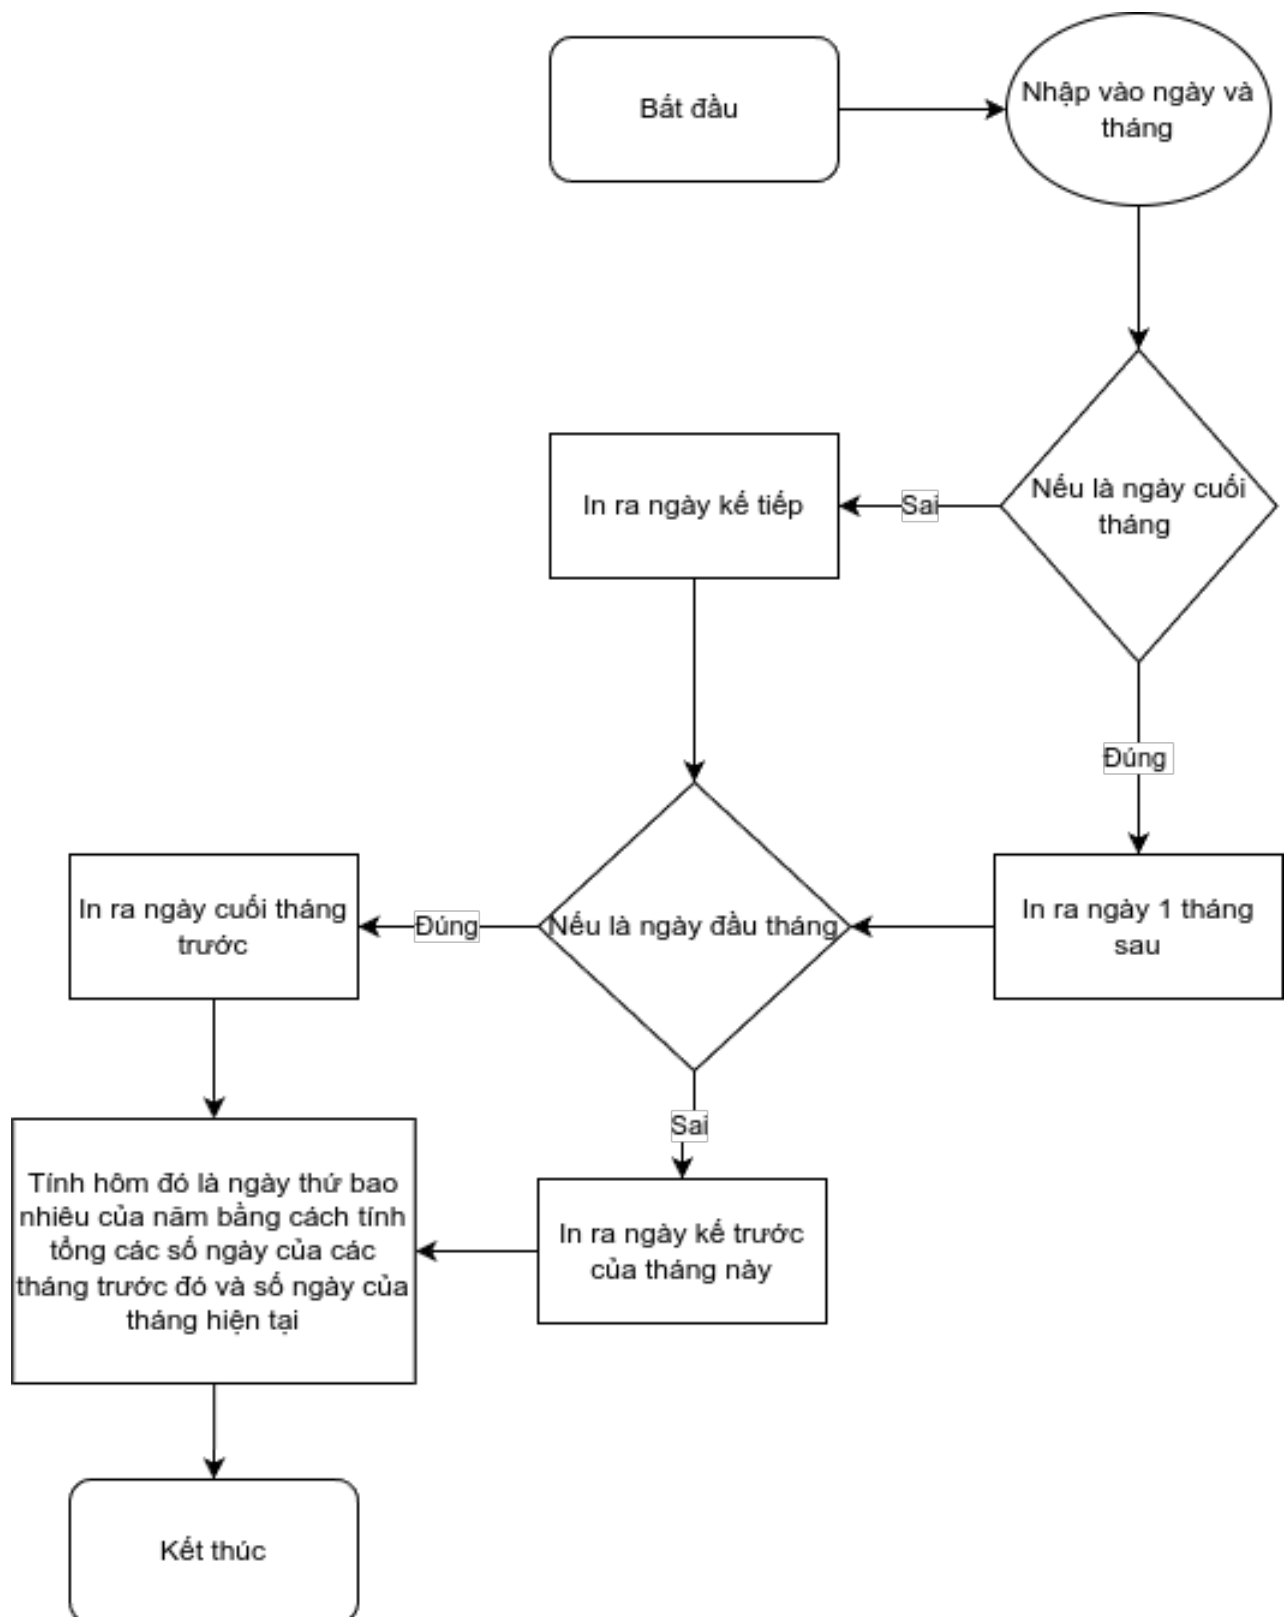 Bắt đầu
Nhập vào ngày và
tháng
Nếu là ngày cuối
tháng
Sai
In ra ngày kế tiếp
Đúng
In ra ngày 1 tháng
sau
Nếu là ngày đầu tháng
Đúng
In ra ngày cuối tháng
trước
Sai
In ra ngày kế trước
của tháng này
Tính hôm đó là ngày thứ bao
nhiêu của năm bằng cách tính
tổng các số ngày của các
tháng trước đó và số ngày của
tháng hiện tại
Kết thúc